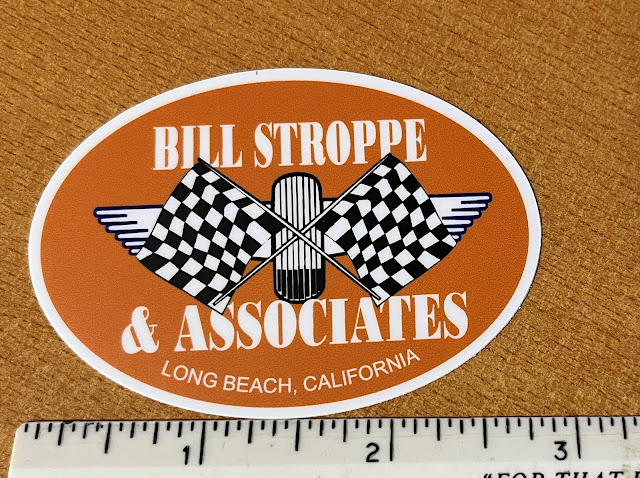 BILL STROPPE
& ASSOCIATES
LONG BEACH, CALIFORNIA
1 2 3